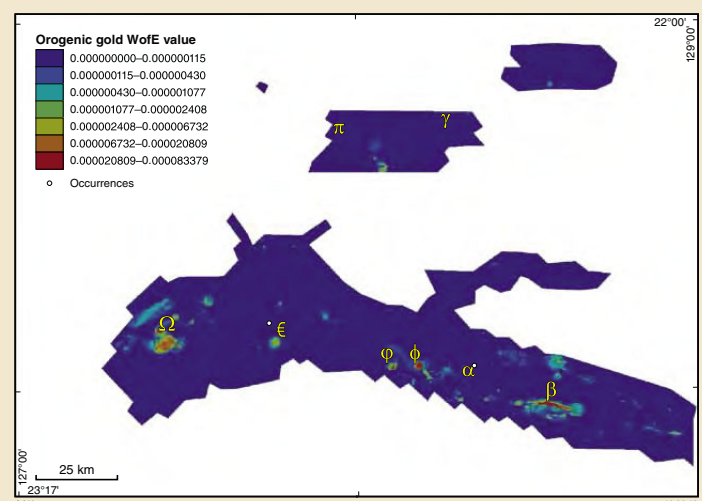 22°00'
129°00'
Orogenic gold WofE value
0.000000000–0.000000115
0.000000115–0.000000430
0.000000430–0.000001077
0.000001077–0.000002408
0.000002408–0.000006732
0.000006732–0.000020809
0.000020809–0.000083379
Occurrences
π
γ
Ω
€
φ
ϕ
α
β
25 km
127°00'
23°17'